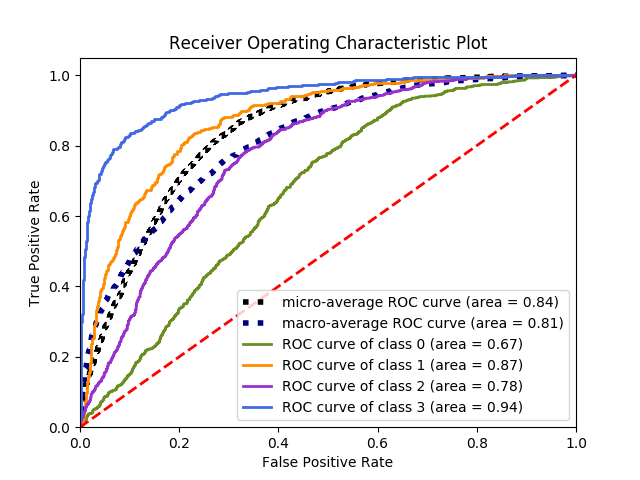 Receiver Operating Characteristic Plot
True Positive Rate
1.0
0.8
0.6
0.4
0.2
0.0
micro-average ROC curve (area = 0.84)
macro-average ROC curve (area = 0.81)
ROC curve of class 0 (area = 0.67)
ROC curve of class 1 (area = 0.87)
ROC curve of class 2 (area = 0.78)
ROC curve of class 3 (area = 0.94)
0.0 0.2 0.4 0.6 0.8 1.0
False Positive Rate